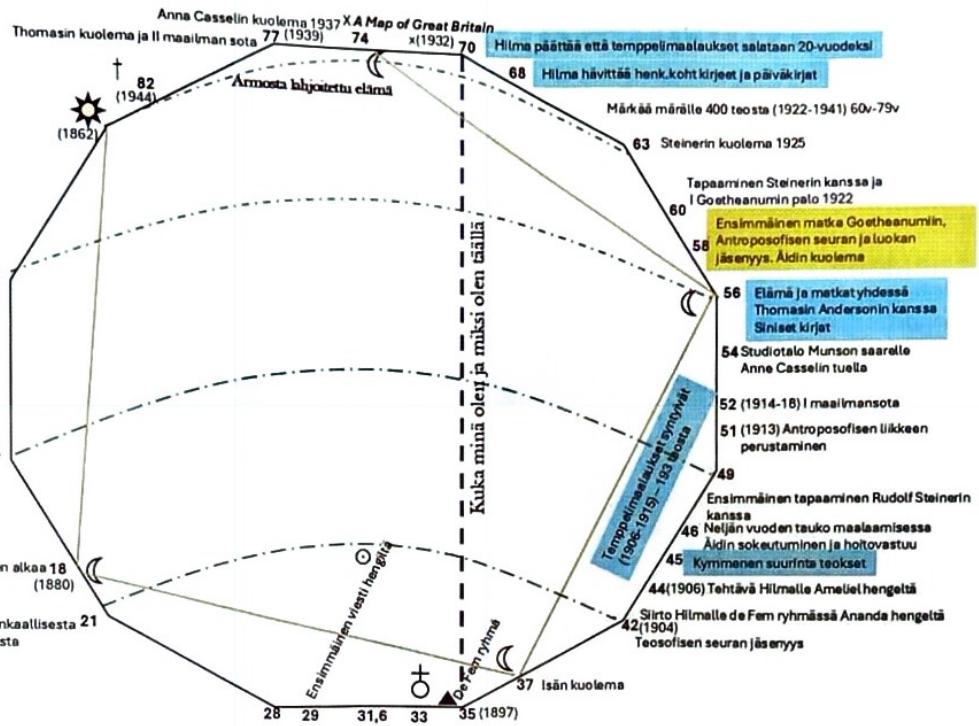 Anna Casselin kuolema 1937 X A Map of Great Britain
Thomasin kuolema ja II maailman sota 77 (1939) 74 x(1932) 70
Hilma päättää että temppelimaalaukset salataan 20-vuodeksi
68 Hilma hävittää henk.koht kirjeet ja päiväkirjat
82
(1944)
Armosta lahjoitettu elämä
(1862)
Märkää märälle 400 teosta (1922-1941) 60v-79v
63 Steinerin kuolema 1925
Tapaaminen Steinerin kanssa ja
I Goetheanumin palo 1922
60
Ensimmäinen matka Goetheanumiin,
58 Antroposofisen seuran ja luokan
jäsenyys. Äidin kuolema
56 Elämä ja matkat yhdessä
Thomasin Andersonin kanssa
Siniset kirjat
Kuka minä olen ja miksi olen täällä
54 Studiotalo Munson saarelle
Anne Casselin tuella
52 (1914-18) I maailmansota
51 (1913) Antroposofisen liikkeen
perustaminen
Temppelimaalaukset syntyivät
(1906-1915) – 193 teosta
49
Ensimmäinen tapaaminen Rudolf Steinerin
kanssa
46 Neljän vuoden tauko maalaamisessa
Äidin sokeutuminen ja hoitovastuu
45 Kymmenen suurinta teokset
44 (1906) Tehtävä Hilmalle Ameliel hengeltä
Siirto Hilmalle de Fem ryhmässä Ananda hengeltä
42 (1904)
Teosofisen seuran jäsenyys
n alkaa 18
(1880)
nkaallisesta 21
sta
Ensimmäinen viesti hengeltä
De Fem ryhmä
37 Isän kuolema
28 29 31,6 33 35 (1897)